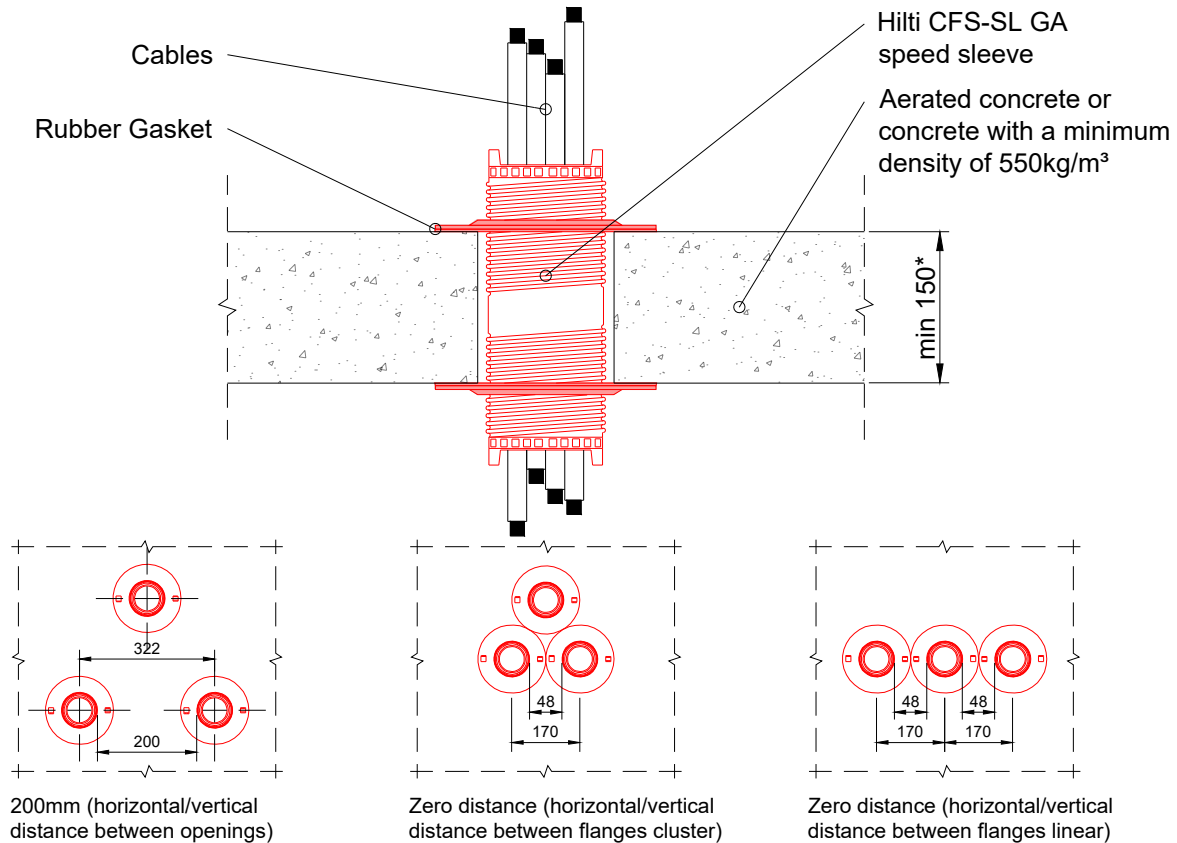 Cables
Rubber Gasket
Hilti CFS-SL GA
speed sleeve
Aerated concrete or
concrete with a minimum
density of 550kg/m³
min 150*
322
200
48
170
48
48
170
170
200mm (horizontal/vertical
distance between openings)
Zero distance (horizontal/vertical
distance between flanges cluster)
Zero distance (horizontal/vertical
distance between flanges linear)